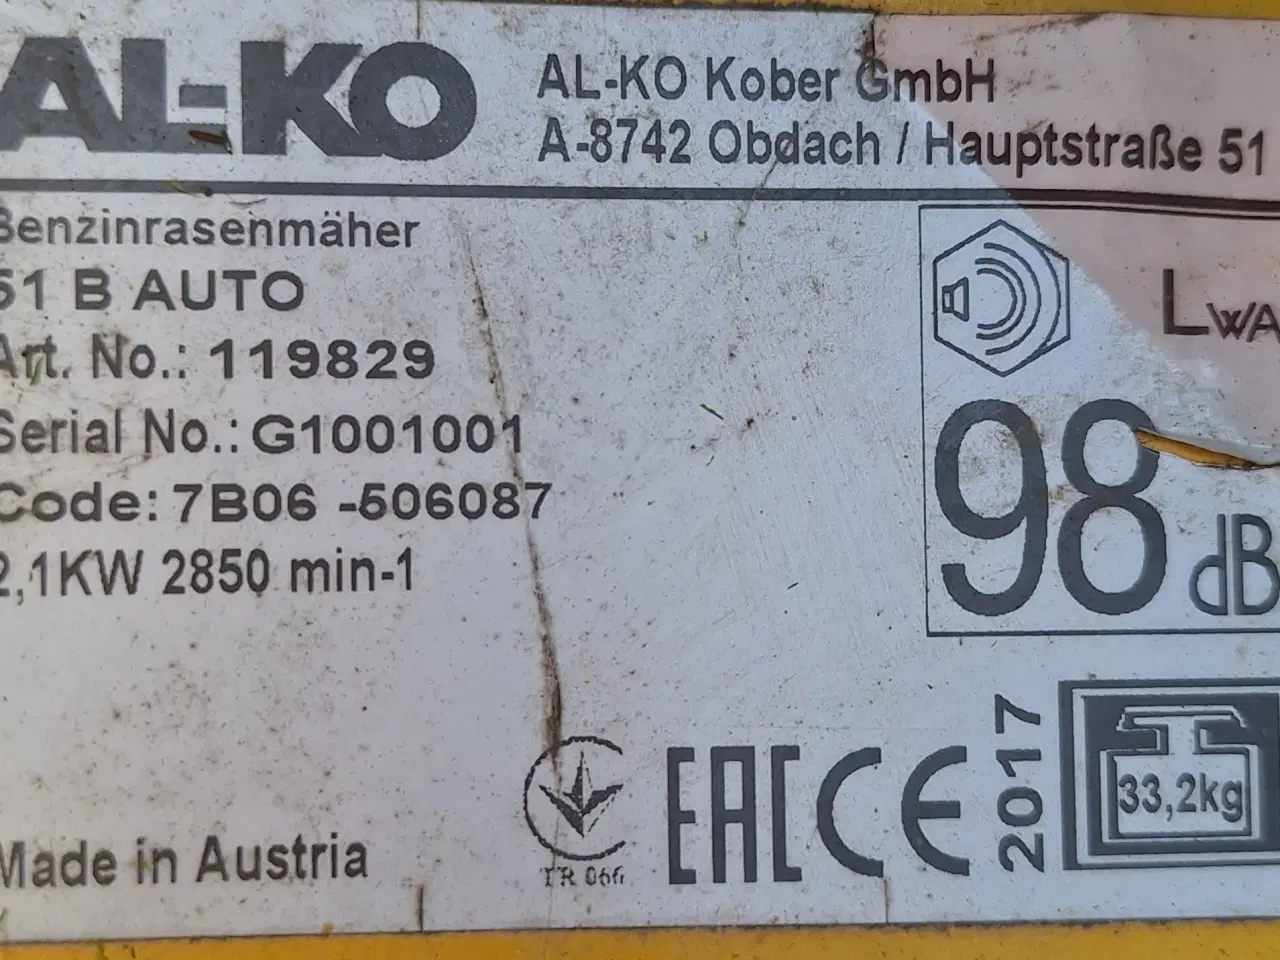 AL-KO
AL-KO Kober GmbH
A-8742 Obdach / Hauptstraße 51
Benzinrasenmäher
51 B AUTO
Art. No.: 119829
Serial No.: G1001001
Code: 7B06 -506087
2,1KW 2850 min-1
LWA
98 dB
Made in Austria
TR 066
EAC CE
2017
33,2kg